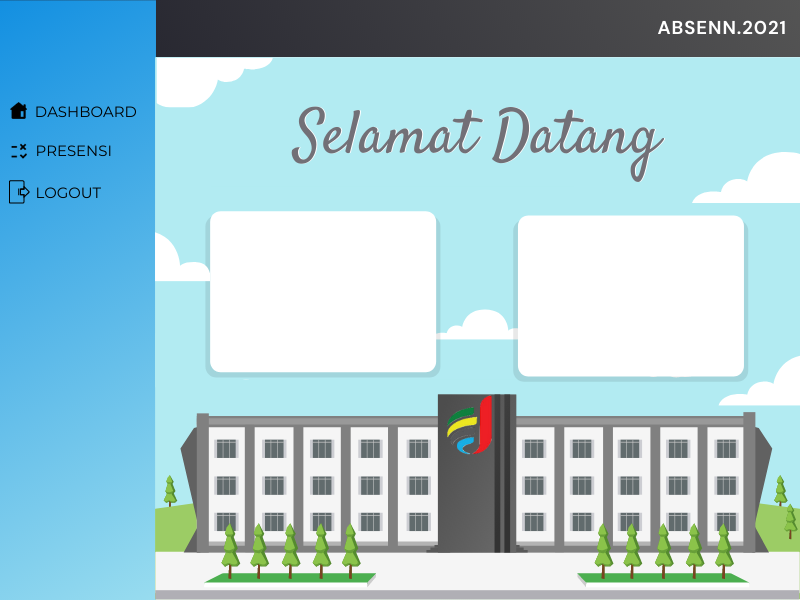 ABSENN.2021
DASHBOARD
PRESENSI
LOGOUT
Selamat Datang